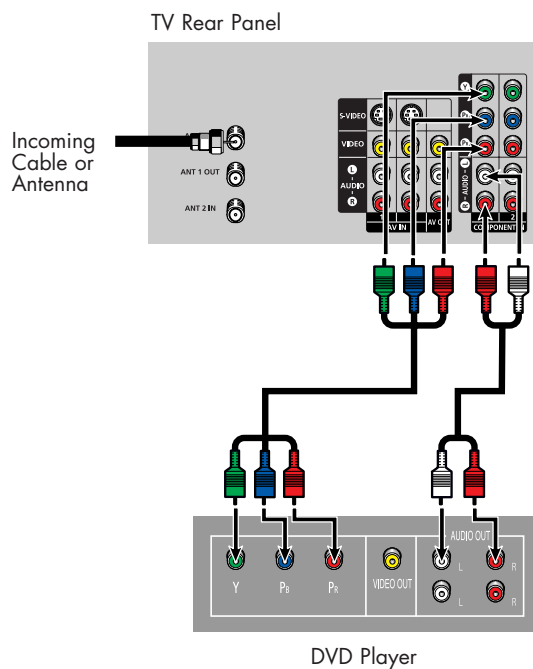 TV Rear Panel
Incoming
Cable or
Antenna
ANT 1 OUT
ANT 2 IN
S-VIDEO
VIDEO
L
AUDIO
R
AV IN
AV OUT
Y
L
AUDIO
R
2
COMPONENT IN
AUDIO OUT
Y
PB
PR
VIDEO OUT
L
R
L
R
DVD Player